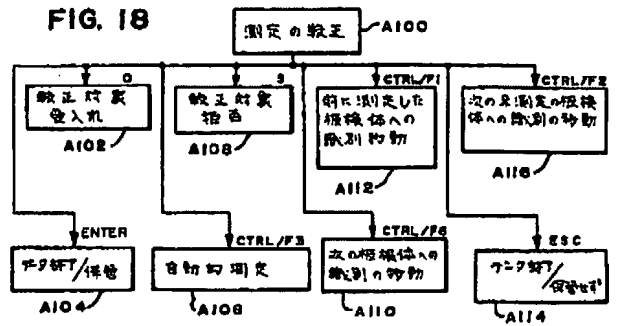 FIG. 18
測定の較正
A100
0
較正対象
受入れ
A102
9
較正対象
拒否
A108
CTRL/F1
前に測定した
被検体への
識別移動
A112
CTRL/F2
次の未測定の被検
体への識別の移動
A116
ENTER
データ終了/保管
A104
CTRL/F3
自動的測定
A106
CTRL/F6
次の被検体への
識別の移動
A110
ESC
データ終了/
保管せず
A114